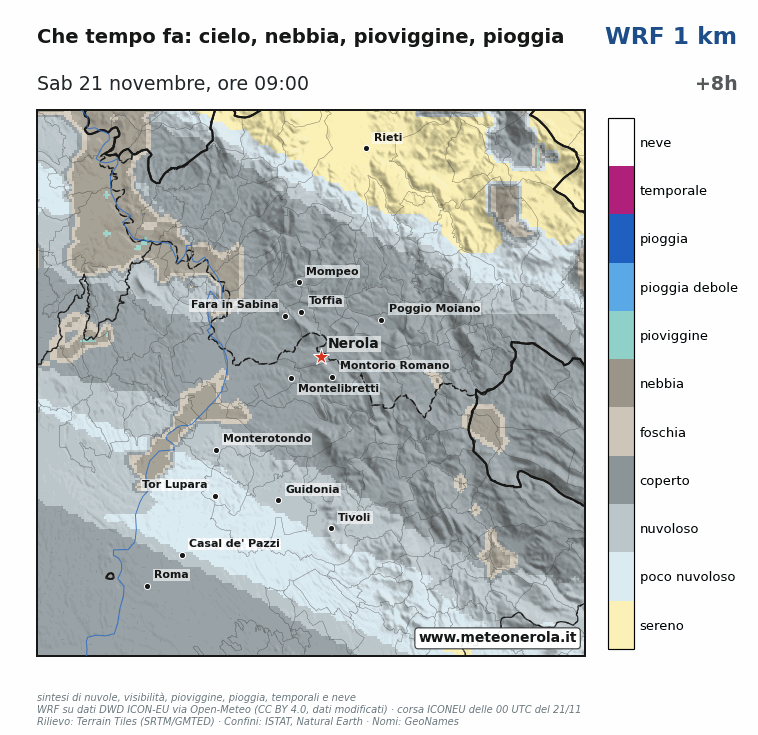 Che tempo fa: cielo, nebbia, pioviggine, pioggia
WRF 1 km
Sab 21 novembre, ore 09:00
+8h
Rieti
Mompeo
Fara in Sabina
Toffia
Poggio Moiano
Nerola
Montorio Romano
Montelibretti
Monterotondo
Tor Lupara
Guidonia
Tivoli
Casal de' Pazzi
Roma
www.meteonerola.it
neve
temporale
pioggia
pioggia debole
pioviggine
nebbia
foschia
coperto
nuvoloso
poco nuvoloso
sereno
sintesi di nuvole, visibilità, pioviggine, pioggia, temporali e neve
WRF su dati DWD ICON-EU via Open-Meteo (CC BY 4.0, dati modificati) · corsa ICONEU delle 00 UTC del 21/11
Rilievo: Terrain Tiles (SRTM/GMTED) · Confini: ISTAT, Natural Earth · Nomi: GeoNames